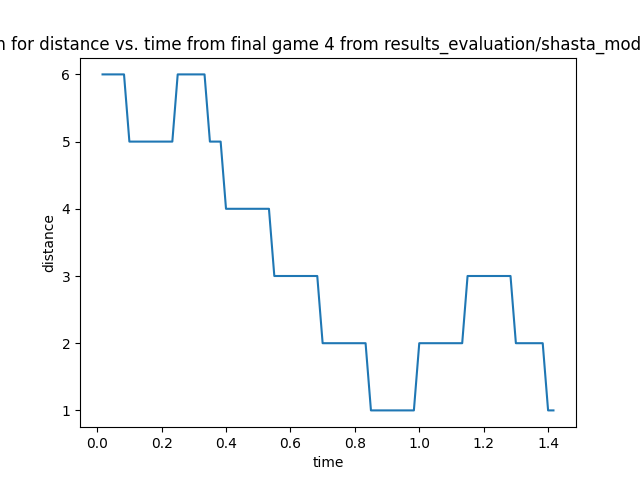 for distance vs. time from final game 4 from results_evaluation/shasta_mod
6
5
4
3
2
1
distance
0.0 0.2 0.4 0.6 0.8 1.0 1.2 1.4
time